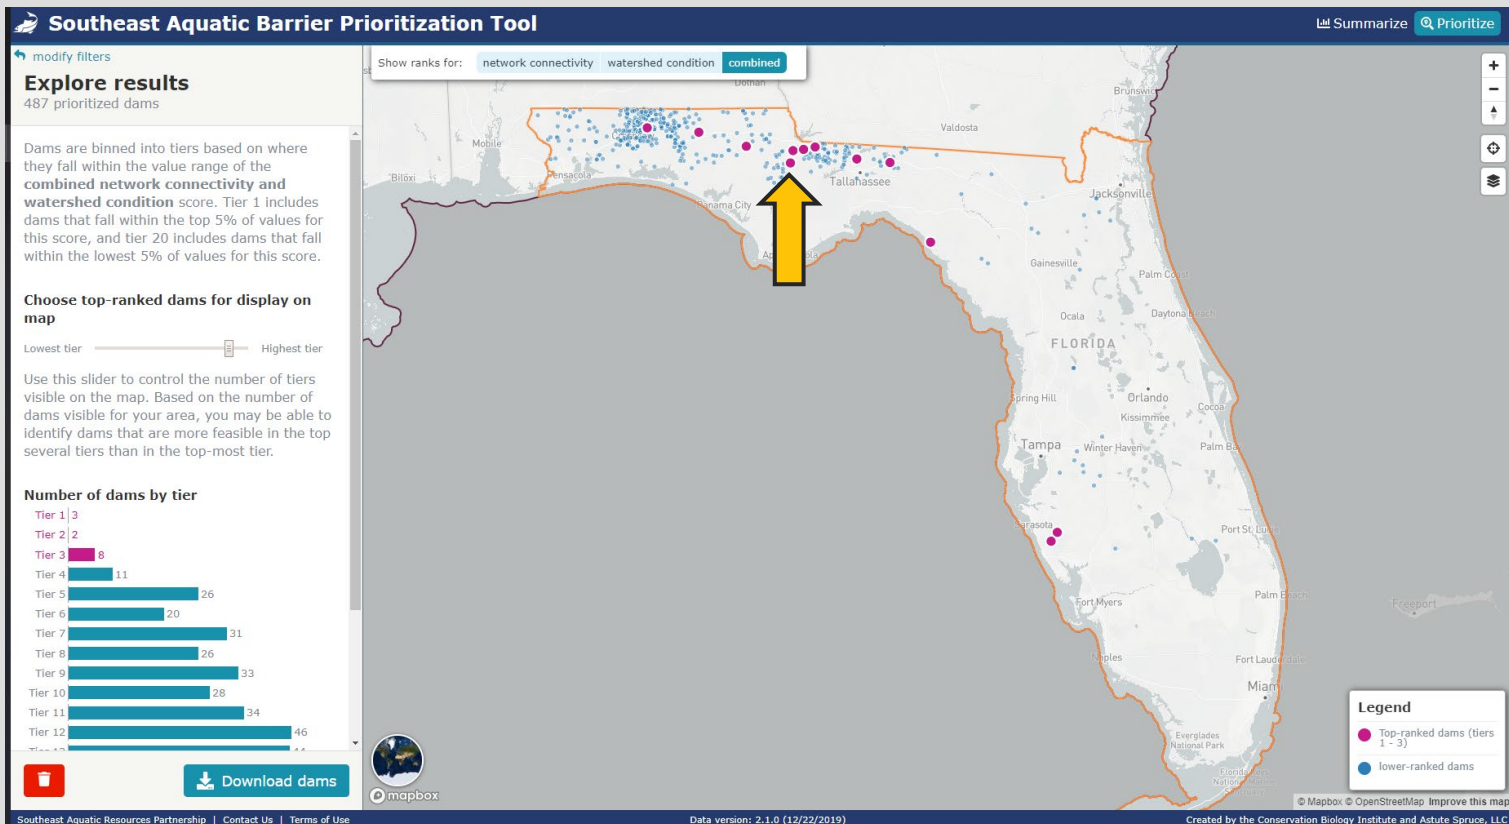 Southeast Aquatic Barrier Prioritization Tool
Summarize
Prioritize
modify filters
Explore results
487 prioritized dams
Dams are binned into tiers based on where
they fall within the value range of the
combined network connectivity and
watershed condition score. Tier 1 includes
dams that fall within the top 5% of values for
this score, and tier 20 includes dams that fall
within the lowest 5% of values for this score.
Choose top-ranked dams for display on
map
Lowest tier
Highest tier
Use this slider to control the number of tiers
visible on the map. Based on the number of
dams visible for your area, you may be able to
identify dams that are more feasible in the top
several tiers than in the top-most tier.
Number of dams by tier
Tier 1 3
Tier 2 2
Tier 3 8
Tier 4 11
Tier 5 26
Tier 6 20
Tier 7 31
Tier 8 26
Tier 9 33
Tier 10 28
Tier 11 34
Tier 12 46
Download dams
Show ranks for: network connectivity watershed condition combined
Dothan
Brunswick
Valdosta
Mobile
Biloxi
Pensacola
Tallahassee
Jacksonville
Panama City
Gainesville
Palm Coast
Ocala
Daytona Beach
FLORIDA
Spring Hill
Orlando
Kissimmee
Cocoa
Tampa
Winter Haven
Palm Bay
Sarasota
Port St. Lucie
Fort Myers
Palm Beach
Freeport
Naples
Fort Lauderdale
Miami
Everglades
National Park
mapbox
Legend
Top-ranked dams (tiers
1 - 3)
lower-ranked dams
© Mapbox © OpenStreetMap Improve this map
Southeast Aquatic Resources Partnership | Contact Us | Terms of Use
Data version: 2.1.0 (12/22/2019)
Created by the Conservation Biology Institute and Astute Spruce, LLC